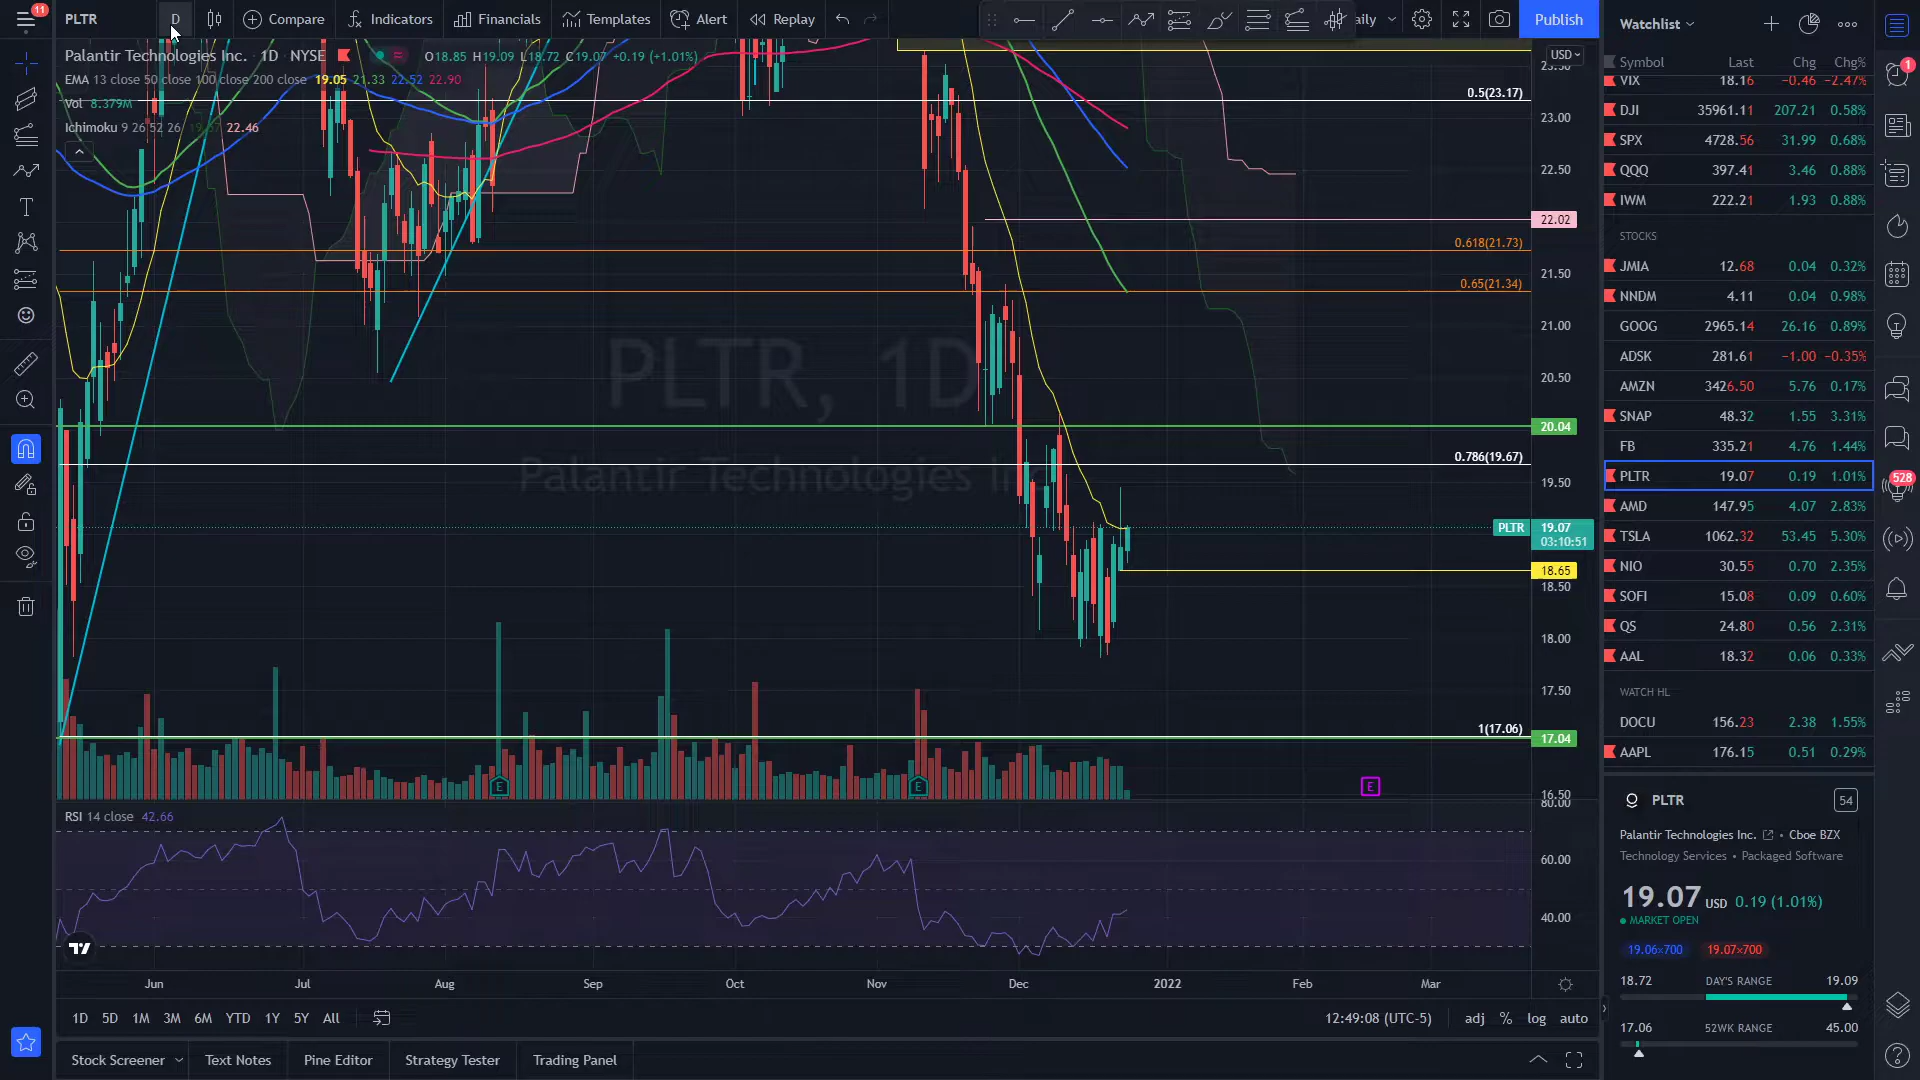 11
PLTR D Compare Indicators Financials Templates Alert Replay aily Publish
Palantir Technologies Inc. · 1D · NYSE = O18.85 H19.09 L18.72 C19.07 +0.19 (+1.01%)
EMA 13 close 50 close 100 close 200 close 19.05 21.33 22.52 22.90
Vol 8.379M
Ichimoku 9 26 52 26 22.46
USD
23.50
0.5(23.17)
23.00
22.50
22.02
0.618(21.73)
21.50
0.65(21.34)
21.00
PLTR, 1D
20.50
20.04
0.786(19.67)
Palantir Technologies Inc
19.50
PLTR 19.07
03:10:51
18.65
18.50
18.00
17.50
1(17.06)
17.04
E E E
16.50
80.00
RSI 14 close 42.66
60.00
40.00
Jun Jul Aug Sep Oct Nov Dec 2022 Feb Mar
1D 5D 1M 3M 6M YTD 1Y 5Y All 12:49:08 (UTC-5) adj % log auto
Stock Screener Text Notes Pine Editor Strategy Tester Trading Panel
Watchlist
Symbol Last Chg Chg%
VIX 18.16 −0.46 −2.47%
DJI 35961.11 207.21 0.58%
SPX 4728.56 31.99 0.68%
QQQ 397.41 3.46 0.88%
IWM 222.21 1.93 0.88%
STOCKS
JMIA 12.68 0.04 0.32%
NNDM 4.11 0.04 0.98%
GOOG 2965.14 26.16 0.89%
ADSK 281.61 −1.00 −0.35%
AMZN 3426.50 5.76 0.17%
SNAP 48.32 1.55 3.31%
FB 335.21 4.76 1.44%
PLTR 19.07 0.19 1.01%
AMD 147.95 4.07 2.83%
TSLA 1062.32 53.45 5.30%
NIO 30.55 0.70 2.35%
SOFI 15.08 0.09 0.60%
QS 24.80 0.56 2.31%
AAL 18.32 0.06 0.33%
WATCH HL
DOCU 156.23 2.38 1.55%
AAPL 176.15 0.51 0.29%
PLTR 54
Palantir Technologies Inc. • Cboe BZX
Technology Services • Packaged Software
19.07 USD 0.19 (1.01%)
MARKET OPEN
19.06×700 19.07×700
18.72 DAY'S RANGE 19.09
17.06 52WK RANGE 45.00
1
528